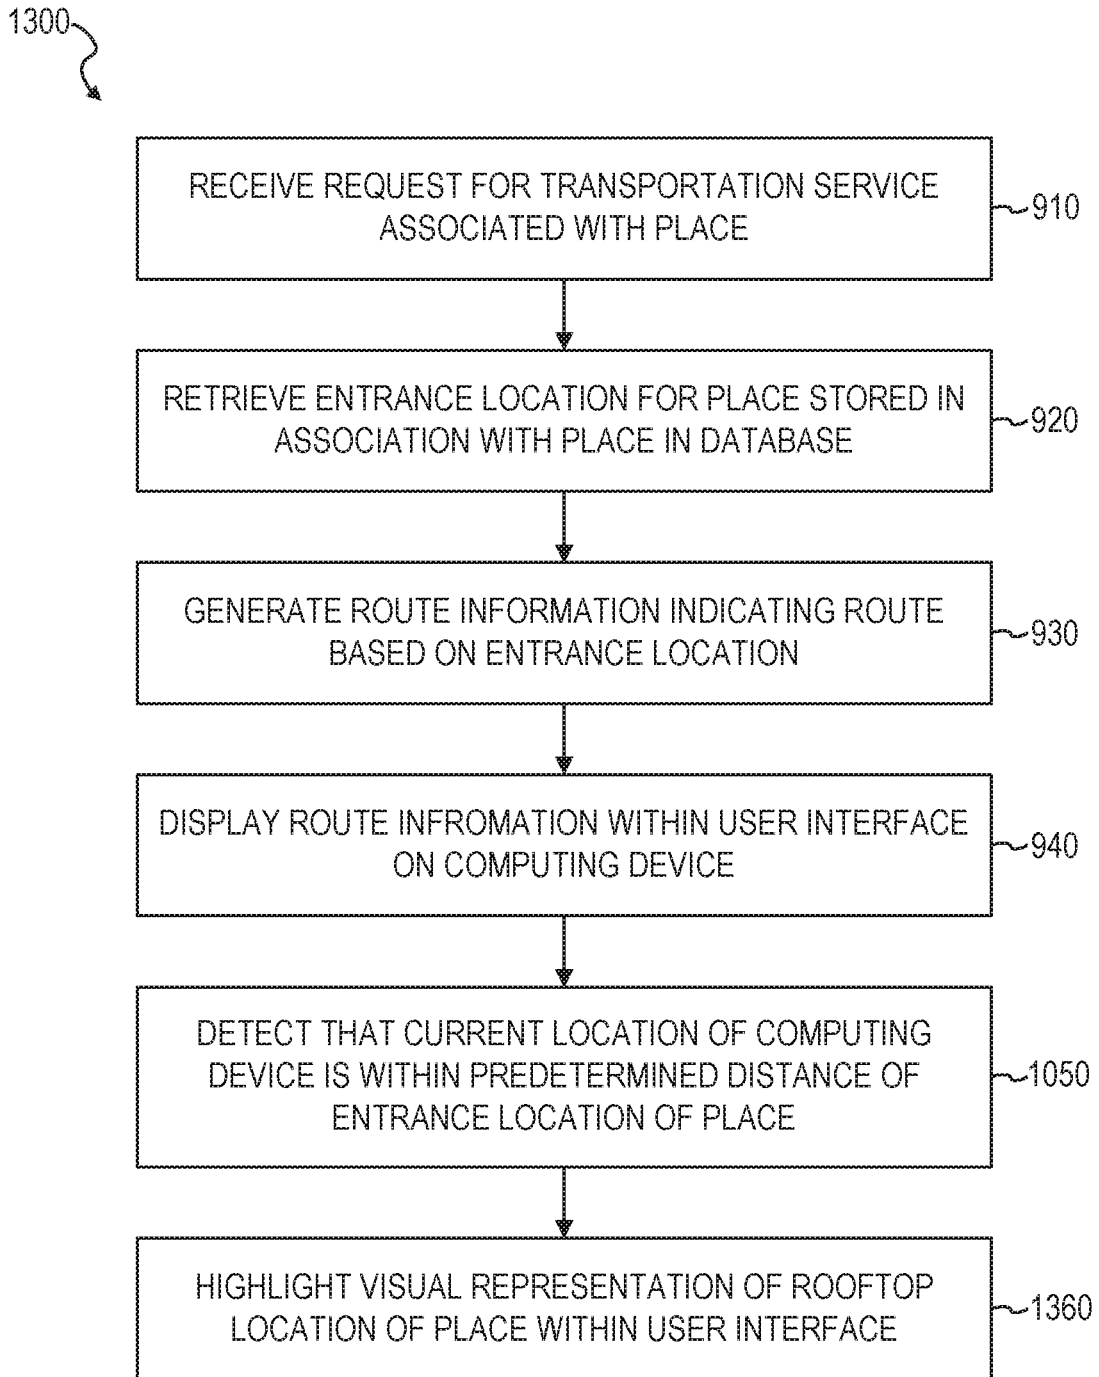 1300
RECEIVE REQUEST FOR TRANSPORTATION SERVICE
ASSOCIATED WITH PLACE
910
RETRIEVE ENTRANCE LOCATION FOR PLACE STORED IN
ASSOCIATION WITH PLACE IN DATABASE
920
GENERATE ROUTE INFORMATION INDICATING ROUTE
BASED ON ENTRANCE LOCATION
930
DISPLAY ROUTE INFROMATION WITHIN USER INTERFACE
ON COMPUTING DEVICE
940
DETECT THAT CURRENT LOCATION OF COMPUTING
DEVICE IS WITHIN PREDETERMINED DISTANCE OF
ENTRANCE LOCATION OF PLACE
1050
HIGHLIGHT VISUAL REPRESENTATION OF ROOFTOP
LOCATION OF PLACE WITHIN USER INTERFACE
1360